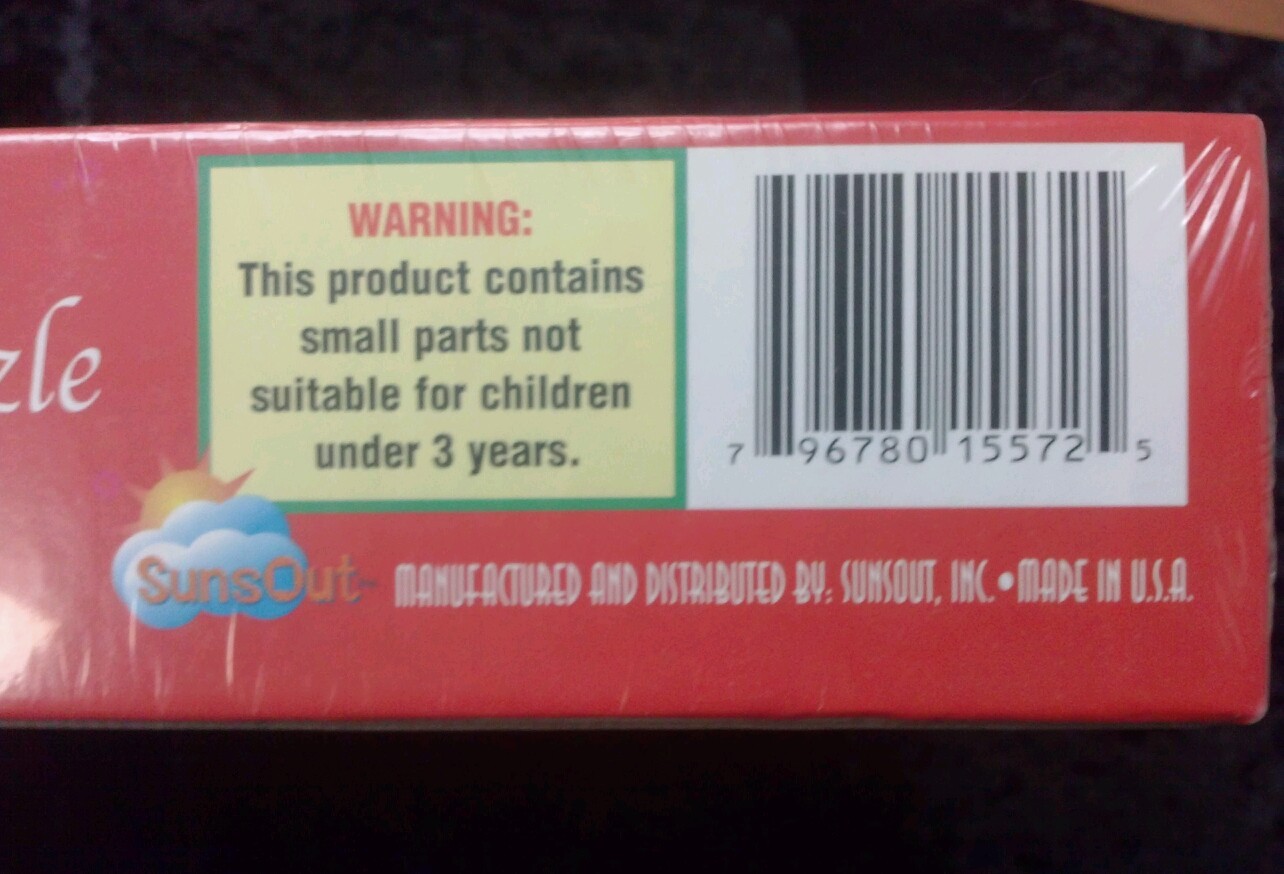 WARNING:
This product contains
small parts not
suitable for children
under 3 years.
zle
7 96780 15572 5
SunsOut™ MANUFACTURED AND DISTRIBUTED BY: SUNSOUT, INC. • MADE IN U.S.A.